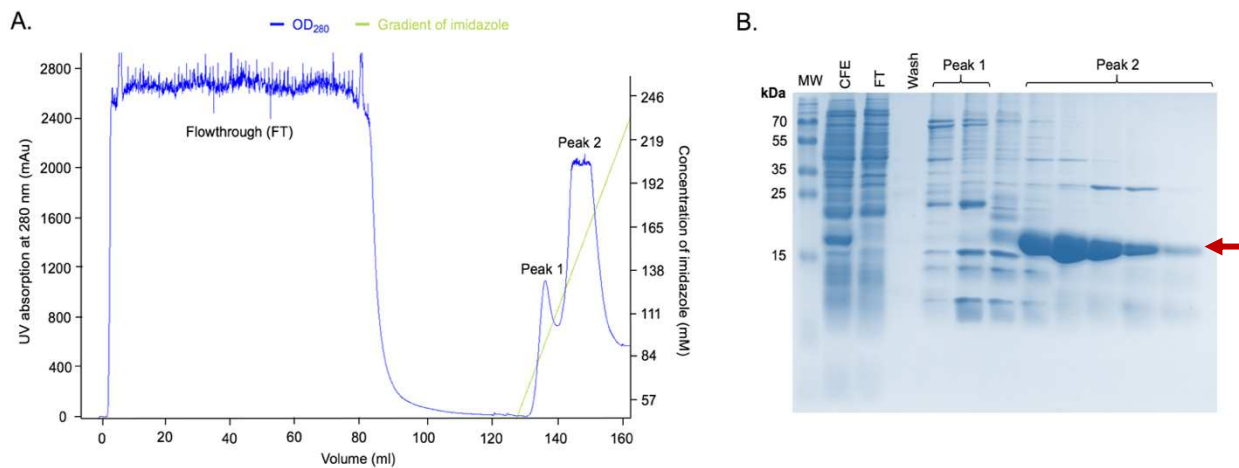 A.
OD280
Gradient of imidazole
UV absorption at 280 nm (mAu)
2800
2400
2000
1600
1200
800
400
0
Flowthrough (FT)
Peak 1
Peak 2
0
20
40
60
80
100
120
140
160
Volume (ml)
246
219
192
165
138
111
84
57
Concentration of imidazole (mM)
B.
kDa
MW
CFE
FT
Wash
Peak 1
Peak 2
70
55
35
25
15